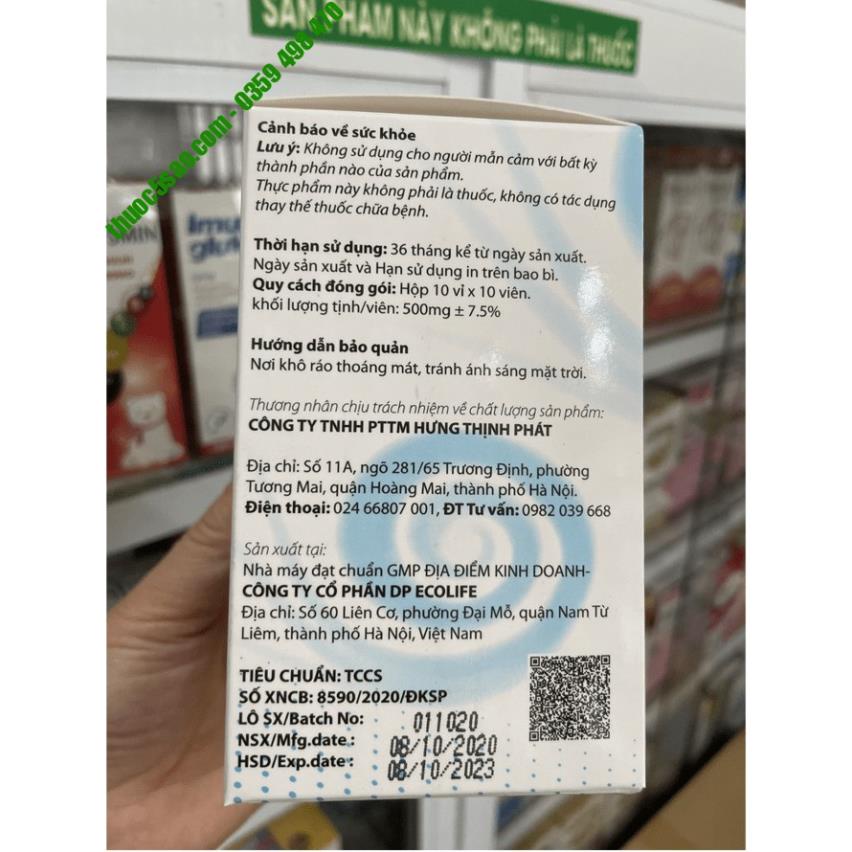 SẢN PHẨM NÀY KHÔNG PHẢI LÀ THUỐC
thuoc5sao.com - 0359 498 470
Cảnh báo về sức khỏe
Lưu ý: Không sử dụng cho người mẫn cảm với bất kỳ
thành phần nào của sản phẩm.
Thực phẩm này không phải là thuốc, không có tác dụng
thay thế thuốc chữa bệnh.
Thời hạn sử dụng: 36 tháng kể từ ngày sản xuất.
Ngày sản xuất và Hạn sử dụng in trên bao bì.
Quy cách đóng gói: Hộp 10 vỉ x 10 viên.
khối lượng tịnh/viên: 500mg ± 7.5%
Hướng dẫn bảo quản
Nơi khô ráo thoáng mát, tránh ánh sáng mặt trời.
Thương nhân chịu trách nhiệm về chất lượng sản phẩm:
CÔNG TY TNHH PTTM HƯNG THỊNH PHÁT
Địa chỉ: Số 11A, ngõ 281/65 Trương Định, phường
Tương Mai, quận Hoàng Mai, thành phố Hà Nội.
Điện thoại: 024 66807 001, ĐT Tư vấn: 0982 039 668
Sản xuất tại:
Nhà máy đạt chuẩn GMP ĐỊA ĐIỂM KINH DOANH-
CÔNG TY CỔ PHẦN DP ECOLIFE
Địa chỉ: Số 60 Liên Cơ, phường Đại Mỗ, quận Nam Từ
Liêm, thành phố Hà Nội, Việt Nam
TIÊU CHUẨN: TCCS
SỐ XNCB: 8590/2020/ĐKSP
LÔ SX/Batch No: 011020
NSX/Mfg.date : 08/10/2020
HSD/Exp.date : 08/10/2023